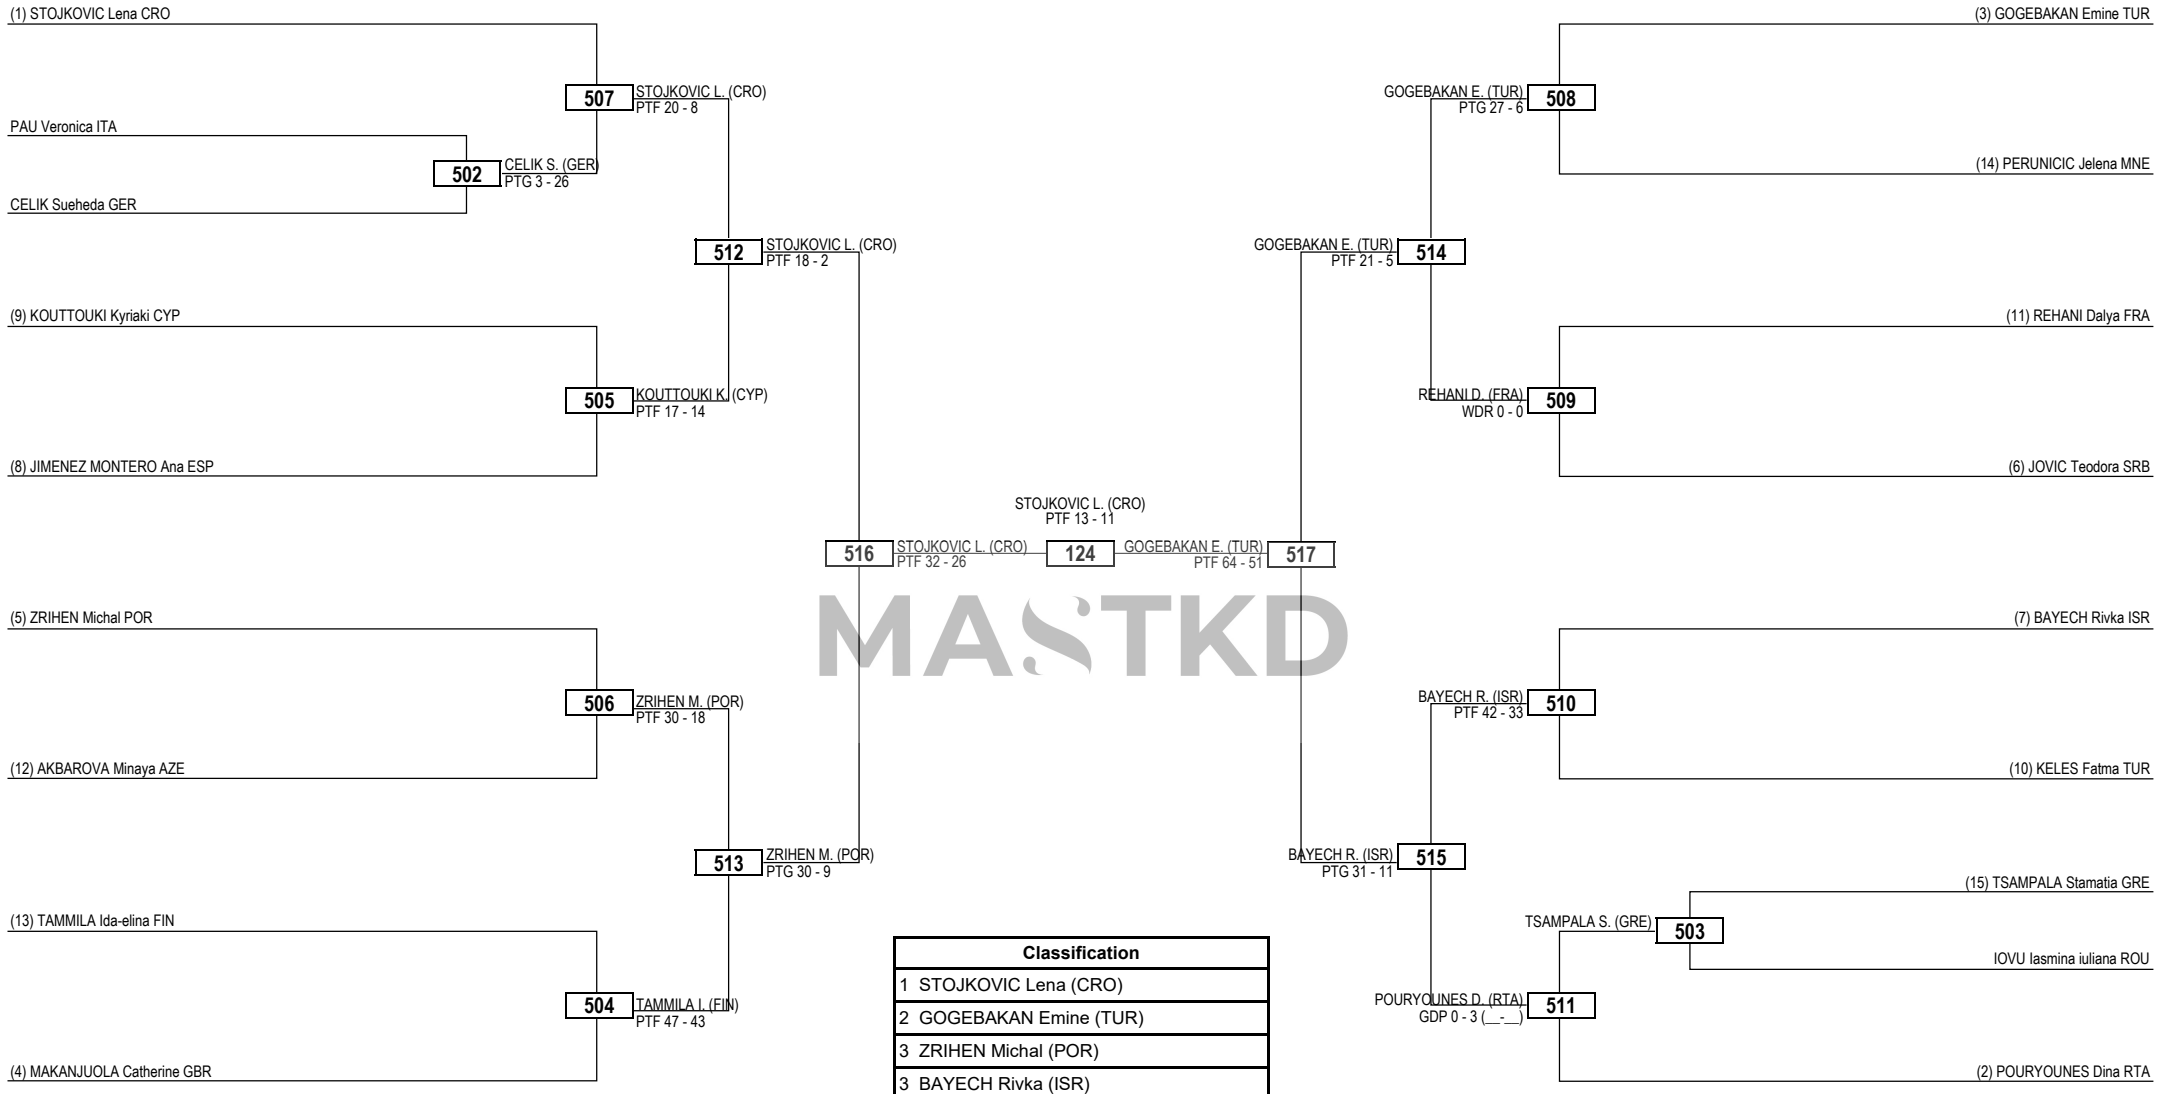 (1) STOJKOVIC Lena CRO
507
STOJKOVIC L. (CRO)
PTF 20 - 8
PAU Veronica ITA
502
CELIK S. (GER)
PTG 3 - 26
CELIK Sueheda GER
512
STOJKOVIC L. (CRO)
PTF 18 - 2
(9) KOUTTOUKI Kyriaki CYP
505
KOUTTOUKI K. (CYP)
PTF 17 - 14
(8) JIMENEZ MONTERO Ana ESP
516
STOJKOVIC L. (CRO)
PTF 32 - 26
(5) ZRIHEN Michal POR
506
ZRIHEN M. (POR)
PTF 30 - 18
(12) AKBAROVA Minaya AZE
513
ZRIHEN M. (POR)
PTG 30 - 9
(13) TAMMILA Ida-elina FIN
504
TAMMILA I. (FIN)
PTF 47 - 43
(4) MAKANJUOLA Catherine GBR
STOJKOVIC L. (CRO)
PTF 13 - 11
124
MASTKD
(3) GOGEBAKAN Emine TUR
GOGEBAKAN E. (TUR)
PTG 27 - 6
508
(14) PERUNICIC Jelena MNE
GOGEBAKAN E. (TUR)
PTF 21 - 5
514
(11) REHANI Dalya FRA
REHANI D. (FRA)
WDR 0 - 0
509
(6) JOVIC Teodora SRB
GOGEBAKAN E. (TUR)
PTF 64 - 51
517
(7) BAYECH Rivka ISR
BAYECH R. (ISR)
PTF 42 - 33
510
(10) KELES Fatma TUR
BAYECH R. (ISR)
PTG 31 - 11
515
(15) TSAMPALA Stamatia GRE
TSAMPALA S. (GRE)
503
IOVU Iasmina iuliana ROU
POURYOUNES D. (RTA)
GDP 0 - 3 (__-__)
511
(2) POURYOUNES Dina RTA
Classification
1 STOJKOVIC Lena (CRO)
2 GOGEBAKAN Emine (TUR)
3 ZRIHEN Michal (POR)
3 BAYECH Rivka (ISR)